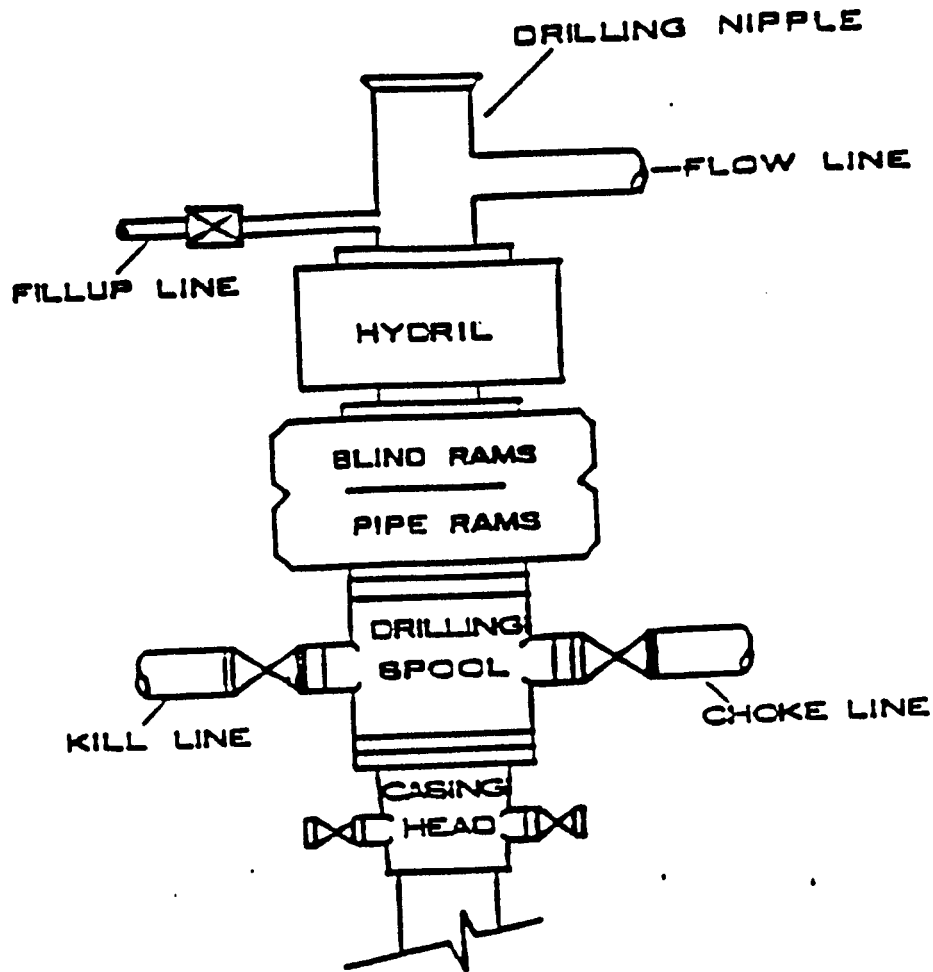 DRILLING NIPPLE
FLOW LINE
FILLUP LINE
HYDRIL
BLIND RAMS
PIPE RAMS
DRILLING
SPOOL
KILL LINE
CHOKE LINE
CASING
HEAD